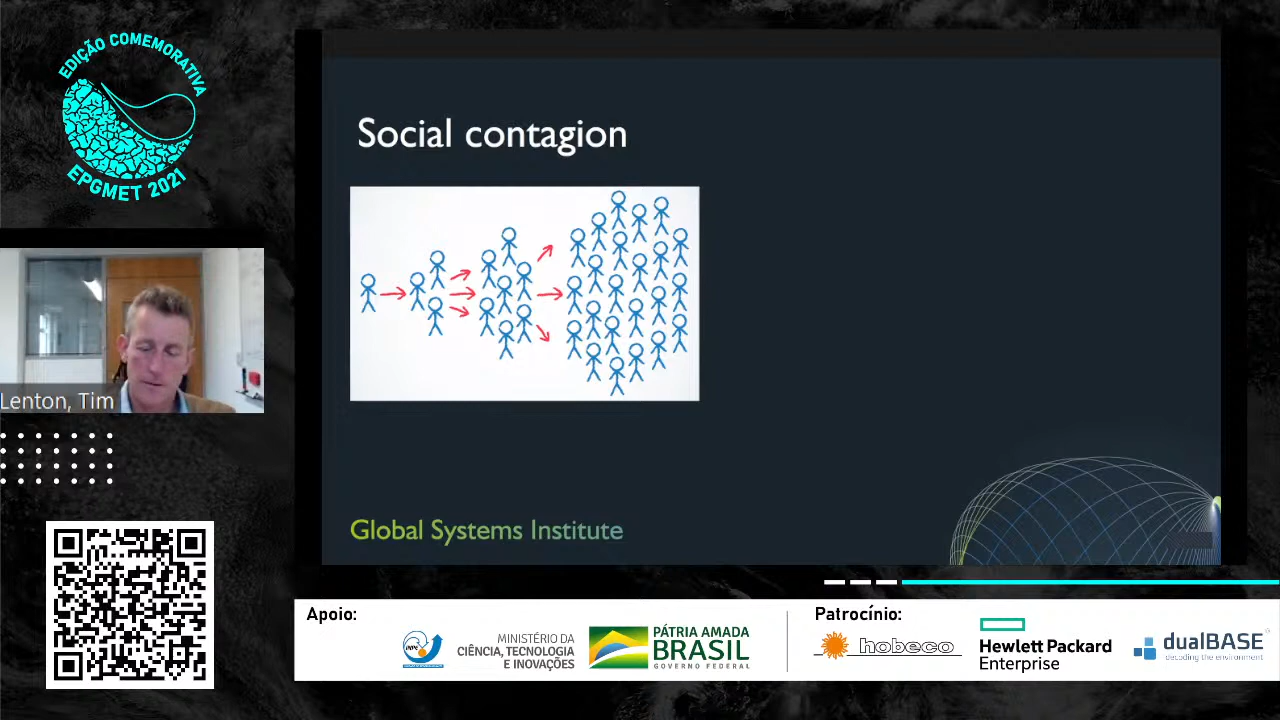 EDIÇÃO COMEMORATIVA
EPGMET 2021
Social contagion
Lenton, Tim
Global Systems Institute
Apoio:
INPE
MINISTÉRIO DA
CIÊNCIA, TECNOLOGIA
E INOVAÇÕES
PÁTRIA AMADA
BRASIL
GOVERNO FEDERAL
Patrocínio:
hobeco
Hewlett Packard
Enterprise
dualBASE
decoding the environment